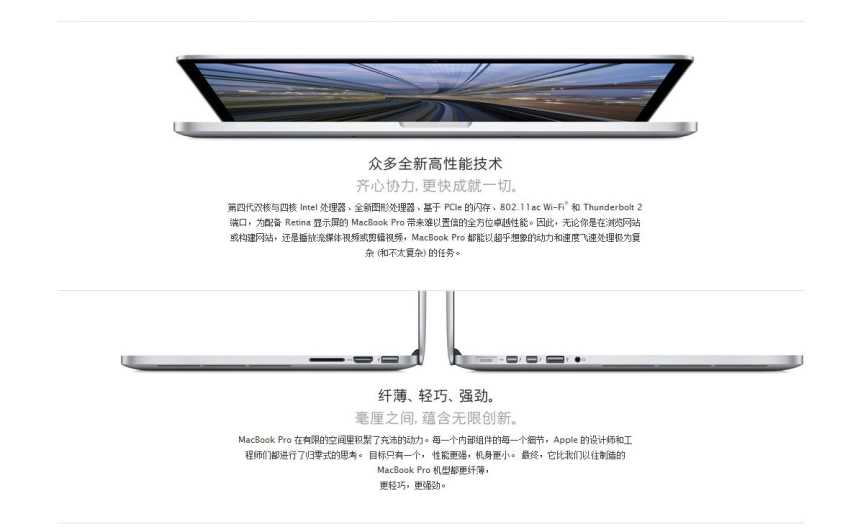 众多全新高性能技术
齐心协力, 更快成就一切。
第四代双核与四核 Intel 处理器、全新图形处理器、基于 PCIe 的闪存、802.11ac Wi-Fi* 和 Thunderbolt 2
端口，为配备 Retina 显示屏的 MacBook Pro 带来难以置信的全方位卓越性能。因此，无论你是在浏览网站
或构建网站，还是播放流媒体视频或剪辑视频，MacBook Pro 都能以超乎想象的动力和速度飞速处理极为复
杂 (和不太复杂) 的任务。
纤薄、轻巧、强劲。
毫厘之间, 蕴含无限创新。
MacBook Pro 在有限的空间里积聚了充沛的动力。每一个内部组件的每一个细节，Apple 的设计师和工
程师们都进行了归零式的思考。 目标只有一个， 性能更强，机身更小。 最终，它比我们以往制造的
MacBook Pro 机型都更纤薄，
更轻巧，更强劲。